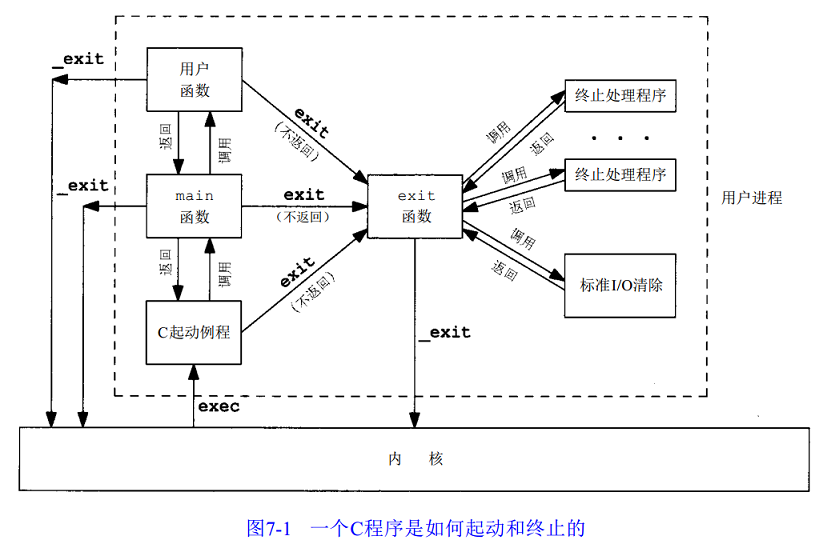 _exit
用户
函数
exit
(不返回)
返回
调用
_exit
main
函数
exit
(不返回)
exit
函数
返回
调用
exit
(不返回)
C起动例程
exec
_exit
调用
返回
终止处理程序
· · ·
调用
返回
终止处理程序
调用
返回
标准I/O清除
用户进程
内 核
图7-1 一个C程序是如何起动和终止的